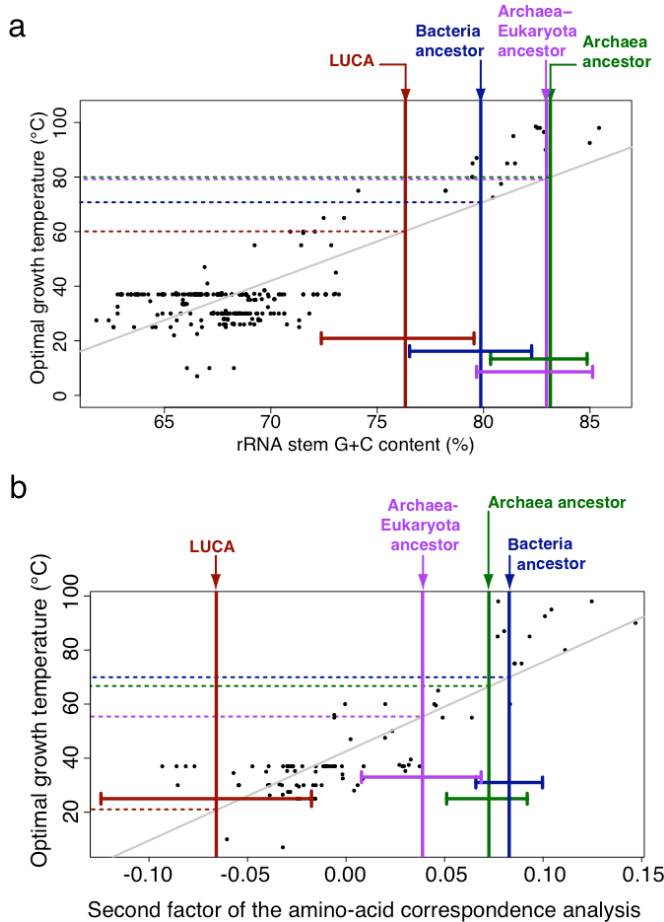 a
Archaea–
Eukaryota
ancestor
Bacteria
ancestor
Archaea
ancestor
LUCA
Optimal growth temperature (°C)
100
80
60
40
20
0
65
70
75
80
85
rRNA stem G+C content (%)
b
Archaea-
Eukaryota
ancestor
Archaea ancestor
LUCA
Bacteria
ancestor
Optimal growth temperature (°C)
100
80
60
40
20
-0.10
-0.05
0.00
0.05
0.10
0.15
Second factor of the amino-acid correspondence analysis